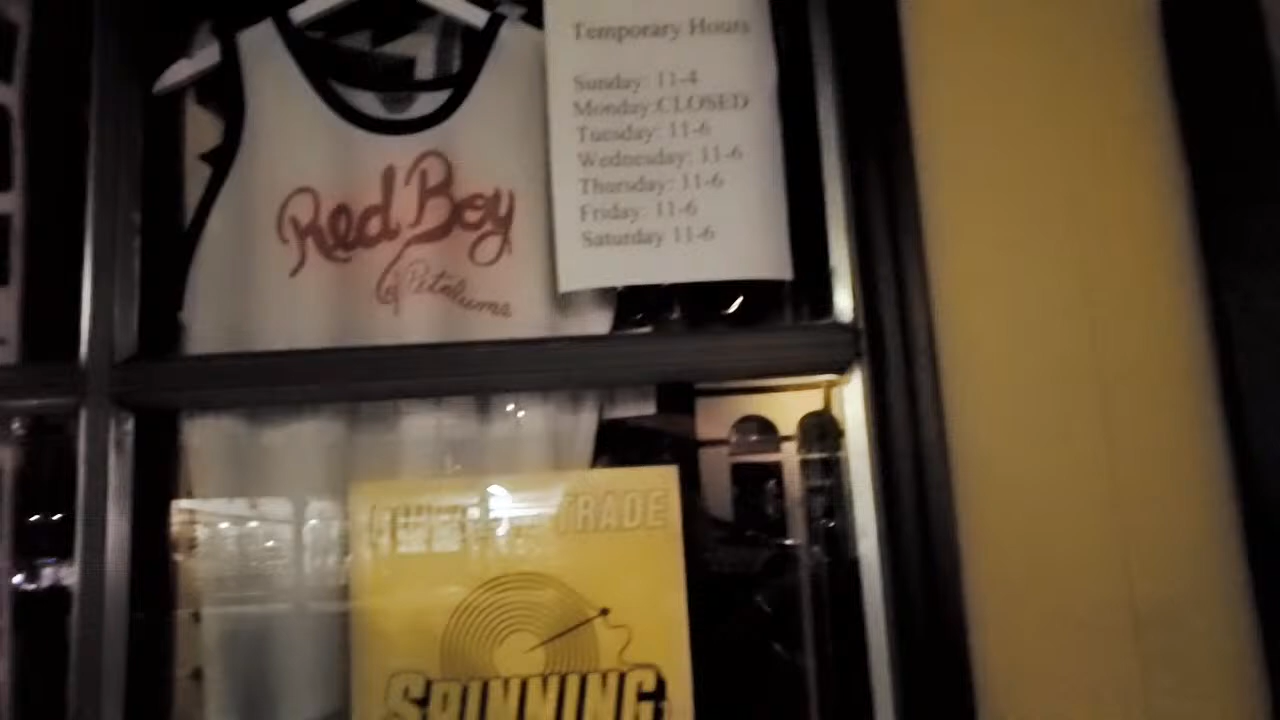 Red Boy
Petaluma
Temporary Hours
Sunday: 11-4
Monday:CLOSED
Tuesday: 11-6
Wednesday: 11-6
Thursday: 11-6
Friday: 11-6
Saturday 11-6
TRADE
SPINNING